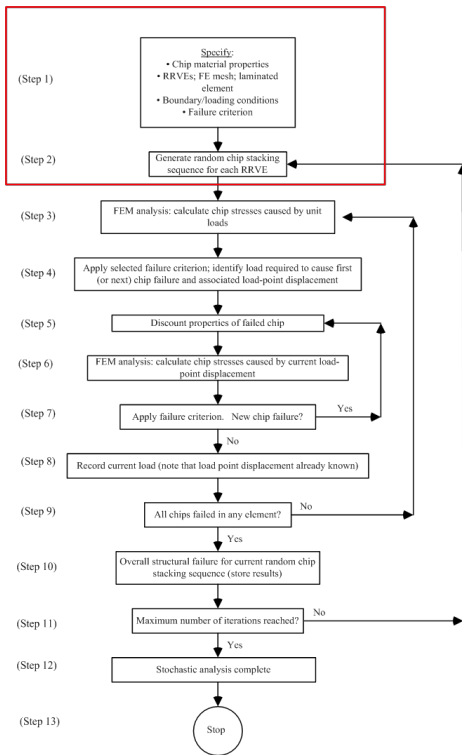 (Step 1)
Specify:
• Chip material properties
• RRVEs; FE mesh; laminated
element
• Boundary/loading conditions
• Failure criterion
(Step 2)
Generate random chip stacking
sequence for each RRVE
(Step 3)
FEM analysis: calculate chip stresses caused by unit
loads
(Step 4)
Apply selected failure criterion; identify load required to cause first
(or next) chip failure and associated load-point displacement
(Step 5)
Discount properties of failed chip
(Step 6)
FEM analysis: calculate chip stresses caused by current load-
point displacement
(Step 7)
Apply failure criterion. New chip failure?
Yes
No
(Step 8)
Record current load (note that load point displacement already known)
(Step 9)
All chips failed in any element?
No
Yes
(Step 10)
Overall structural failure for current random chip
stacking sequence (store results)
(Step 11)
Maximum number of iterations reached?
No
Yes
(Step 12)
Stochastic analysis complete
(Step 13)
Stop